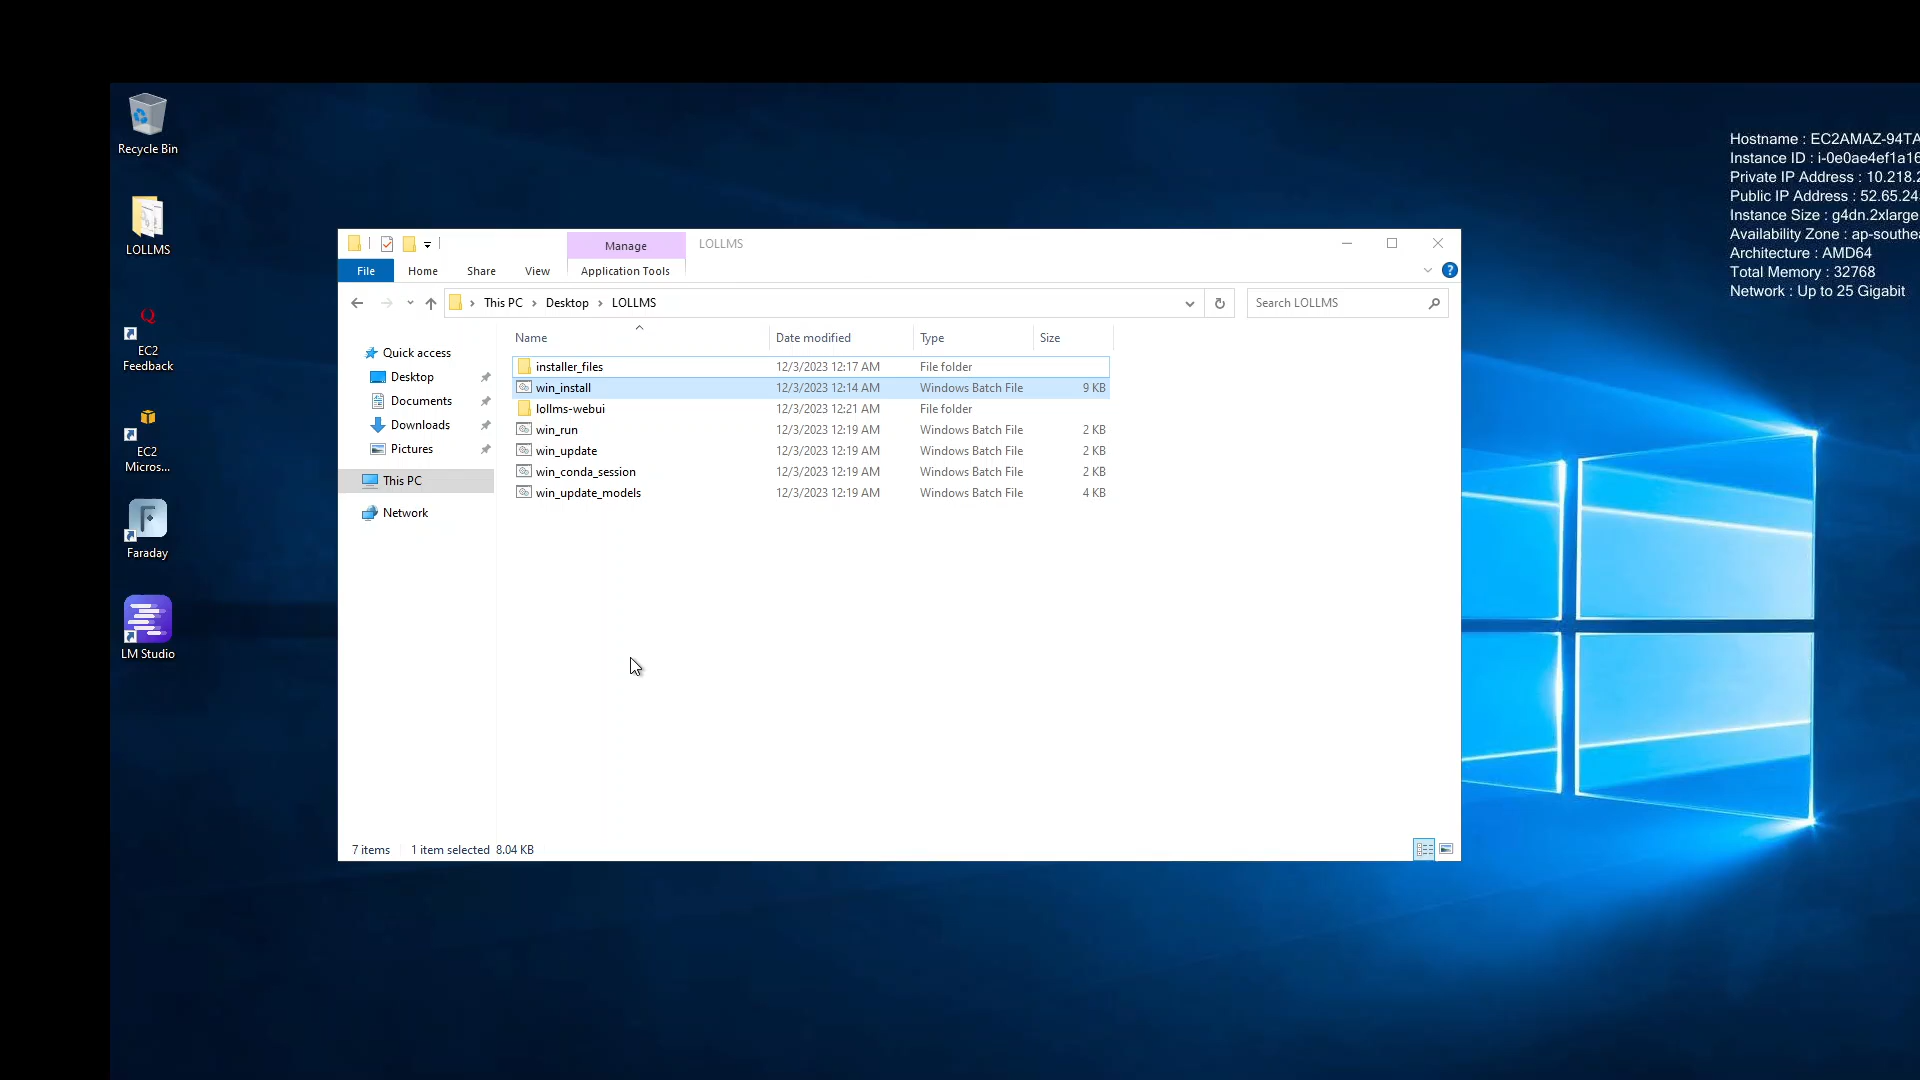 Recycle Bin
LOLLMS
EC2
Feedback
EC2
Micros...
Faraday
LM Studio
Hostname : EC2AMAZ-94TA
Instance ID : i-0e0ae4ef1a16
Private IP Address : 10.218.2
Public IP Address : 52.65.24
Instance Size : g4dn.2xlarge
Availability Zone : ap-southea
Architecture : AMD64
Total Memory : 32768
Network : Up to 25 Gigabit
Manage LOLLMS
File Home Share View Application Tools
This PC Desktop LOLLMS Search LOLLMS
Quick access
Desktop
Documents
Downloads
Pictures
This PC
Network
Name Date modified Type Size
installer_files 12/3/2023 12:17 AM File folder
win_install 12/3/2023 12:14 AM Windows Batch File 9 KB
lollms-webui 12/3/2023 12:21 AM File folder
win_run 12/3/2023 12:19 AM Windows Batch File 2 KB
win_update 12/3/2023 12:19 AM Windows Batch File 2 KB
win_conda_session 12/3/2023 12:19 AM Windows Batch File 2 KB
win_update_models 12/3/2023 12:19 AM Windows Batch File 4 KB
7 items 1 item selected 8.04 KB